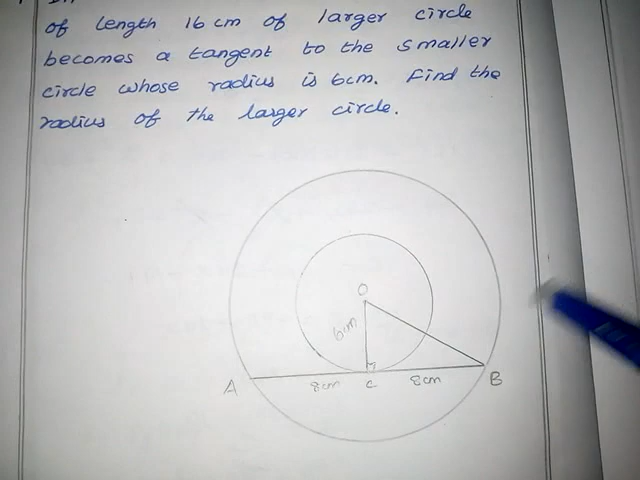 of length 16 cm of larger circle
becomes a tangent to the smaller
circle whose radius is 6cm. Find the
radius of the larger circle.
O
6cm
A 8cm C 8cm B